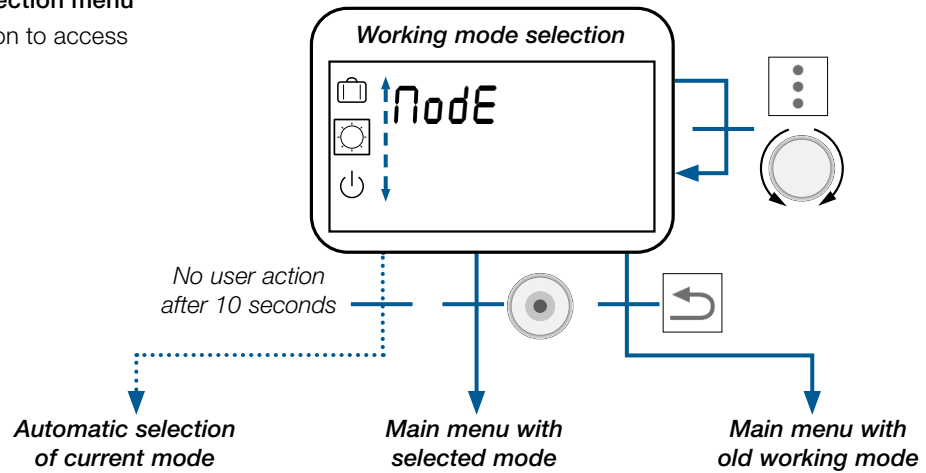 ection menu
on to access
Working mode selection
ModE
No user action
after 10 seconds
Automatic selection
of current mode
Main menu with
selected mode
Main menu with
old working mode